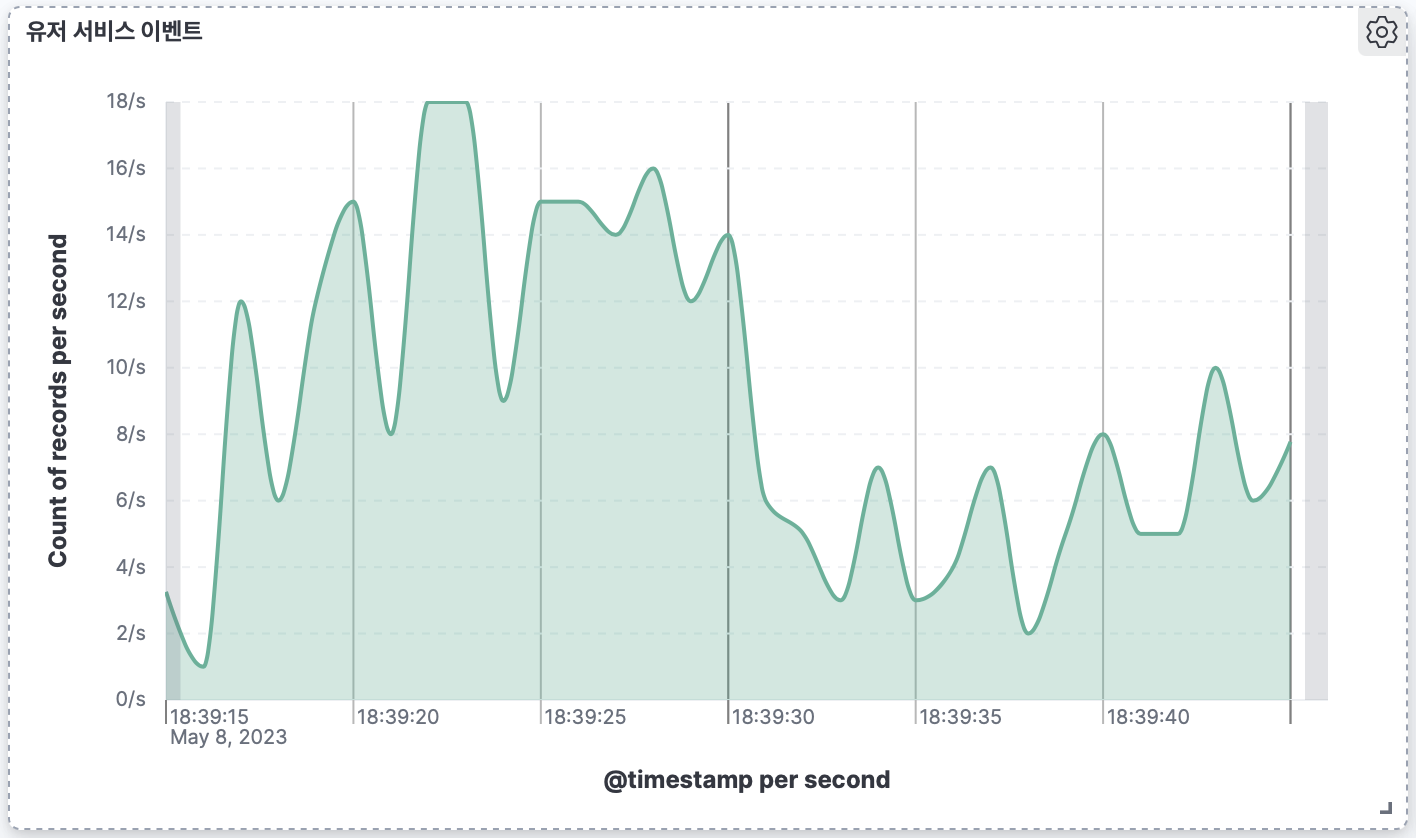 유저 서비스 이벤트
Count of records per second
18/s
16/s
14/s
12/s
10/s
8/s
6/s
4/s
2/s
0/s
18:39:15
18:39:20
18:39:25
18:39:30
18:39:35
18:39:40
May 8, 2023
@timestamp per second